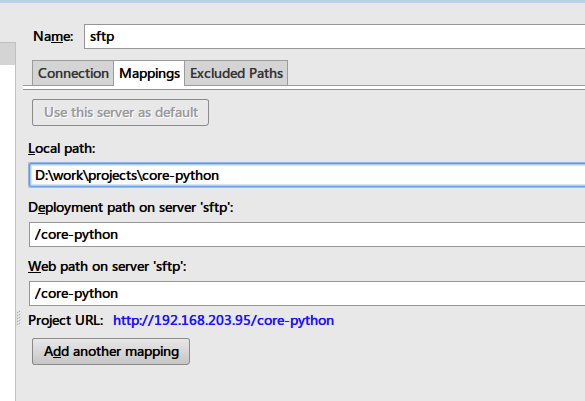 Name: sftp
Connection Mappings Excluded Paths
Use this server as default
Local path:
D:\work\projects\core-python
Deployment path on server 'sftp':
/core-python
Web path on server 'sftp':
/core-python
Project URL: http://192.168.203.95/core-python
Add another mapping